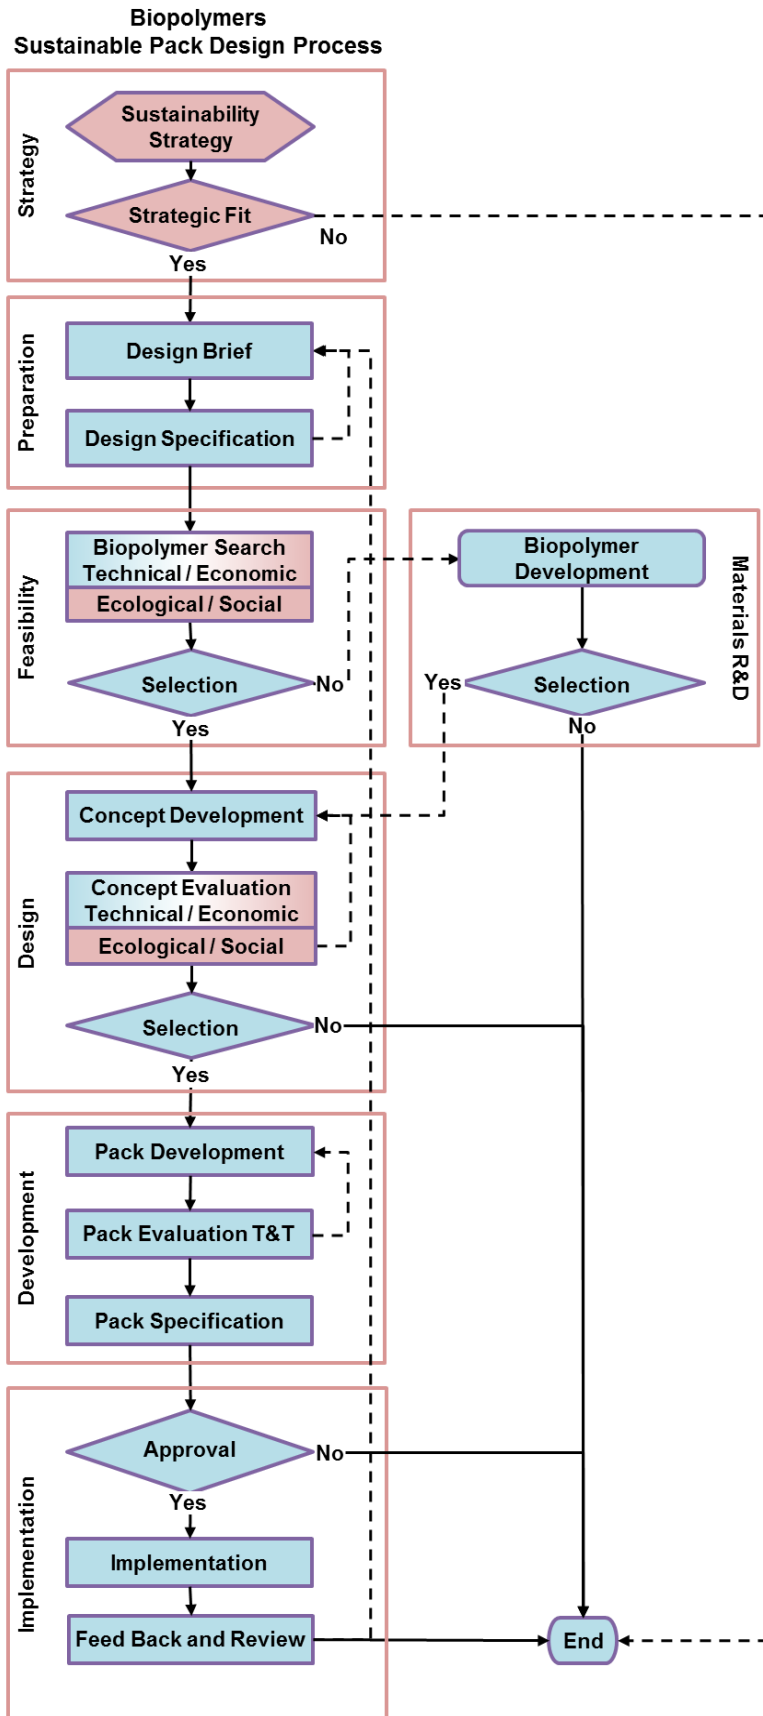 Biopolymers
Sustainable Pack Design Process
Strategy
Sustainability
Strategy
Strategic Fit
No
Yes
Preparation
Design Brief
Design Specification
Feasibility
Biopolymer Search
Technical / Economic
Ecological / Social
Selection
No
Yes
Materials R&D
Biopolymer
Development
Yes
Selection
No
Design
Concept Development
Concept Evaluation
Technical / Economic
Ecological / Social
Selection
No
Yes
Development
Pack Development
Pack Evaluation T&T
Pack Specification
Implementation
Approval
No
Yes
Implementation
Feed Back and Review
End